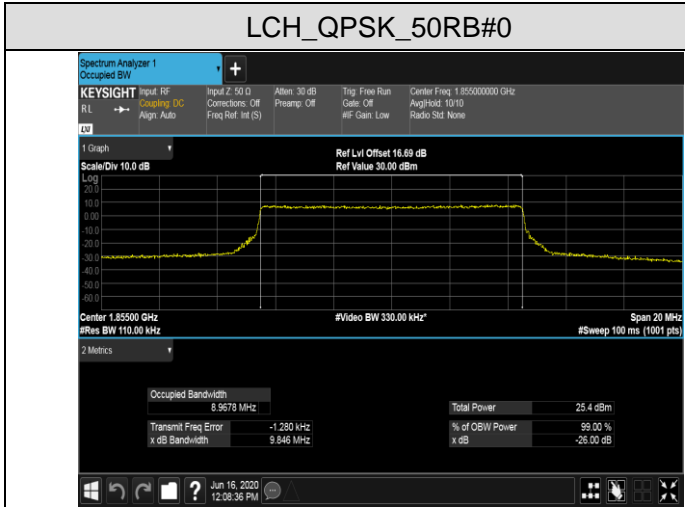 LCH_QPSK_50RB#0
Spectrum Analyzer 1
Occupied BW
+
KEYSIGHT
R L
LXI
Input: RF
Coupling: DC
Align: Auto
Input Z: 50 Ω
Corrections: Off
Freq Ref: Int (S)
Atten: 30 dB
Preamp: Off
Trig: Free Run
Gate: Off
#IF Gain: Low
Center Freq: 1.855000000 GHz
Avg|Hold: 10/10
Radio Std: None
1 Graph
Scale/Div 10.0 dB
Ref Lvl Offset 16.69 dB
Ref Value 30.00 dBm
Log
20.0
10.0
0.00
-10.0
-20.0
-30.0
-40.0
-50.0
-60.0
Center 1.85500 GHz
#Res BW 110.00 kHz
#Video BW 330.00 kHz*
Span 20 MHz
#Sweep 100 ms (1001 pts)
2 Metrics
Occupied Bandwidth
8.9678 MHz
Transmit Freq Error -1.280 kHz
x dB Bandwidth 9.846 MHz
Total Power 25.4 dBm
% of OBW Power 99.00 %
x dB -26.00 dB
?
Jun 16, 2020
12:08:36 PM